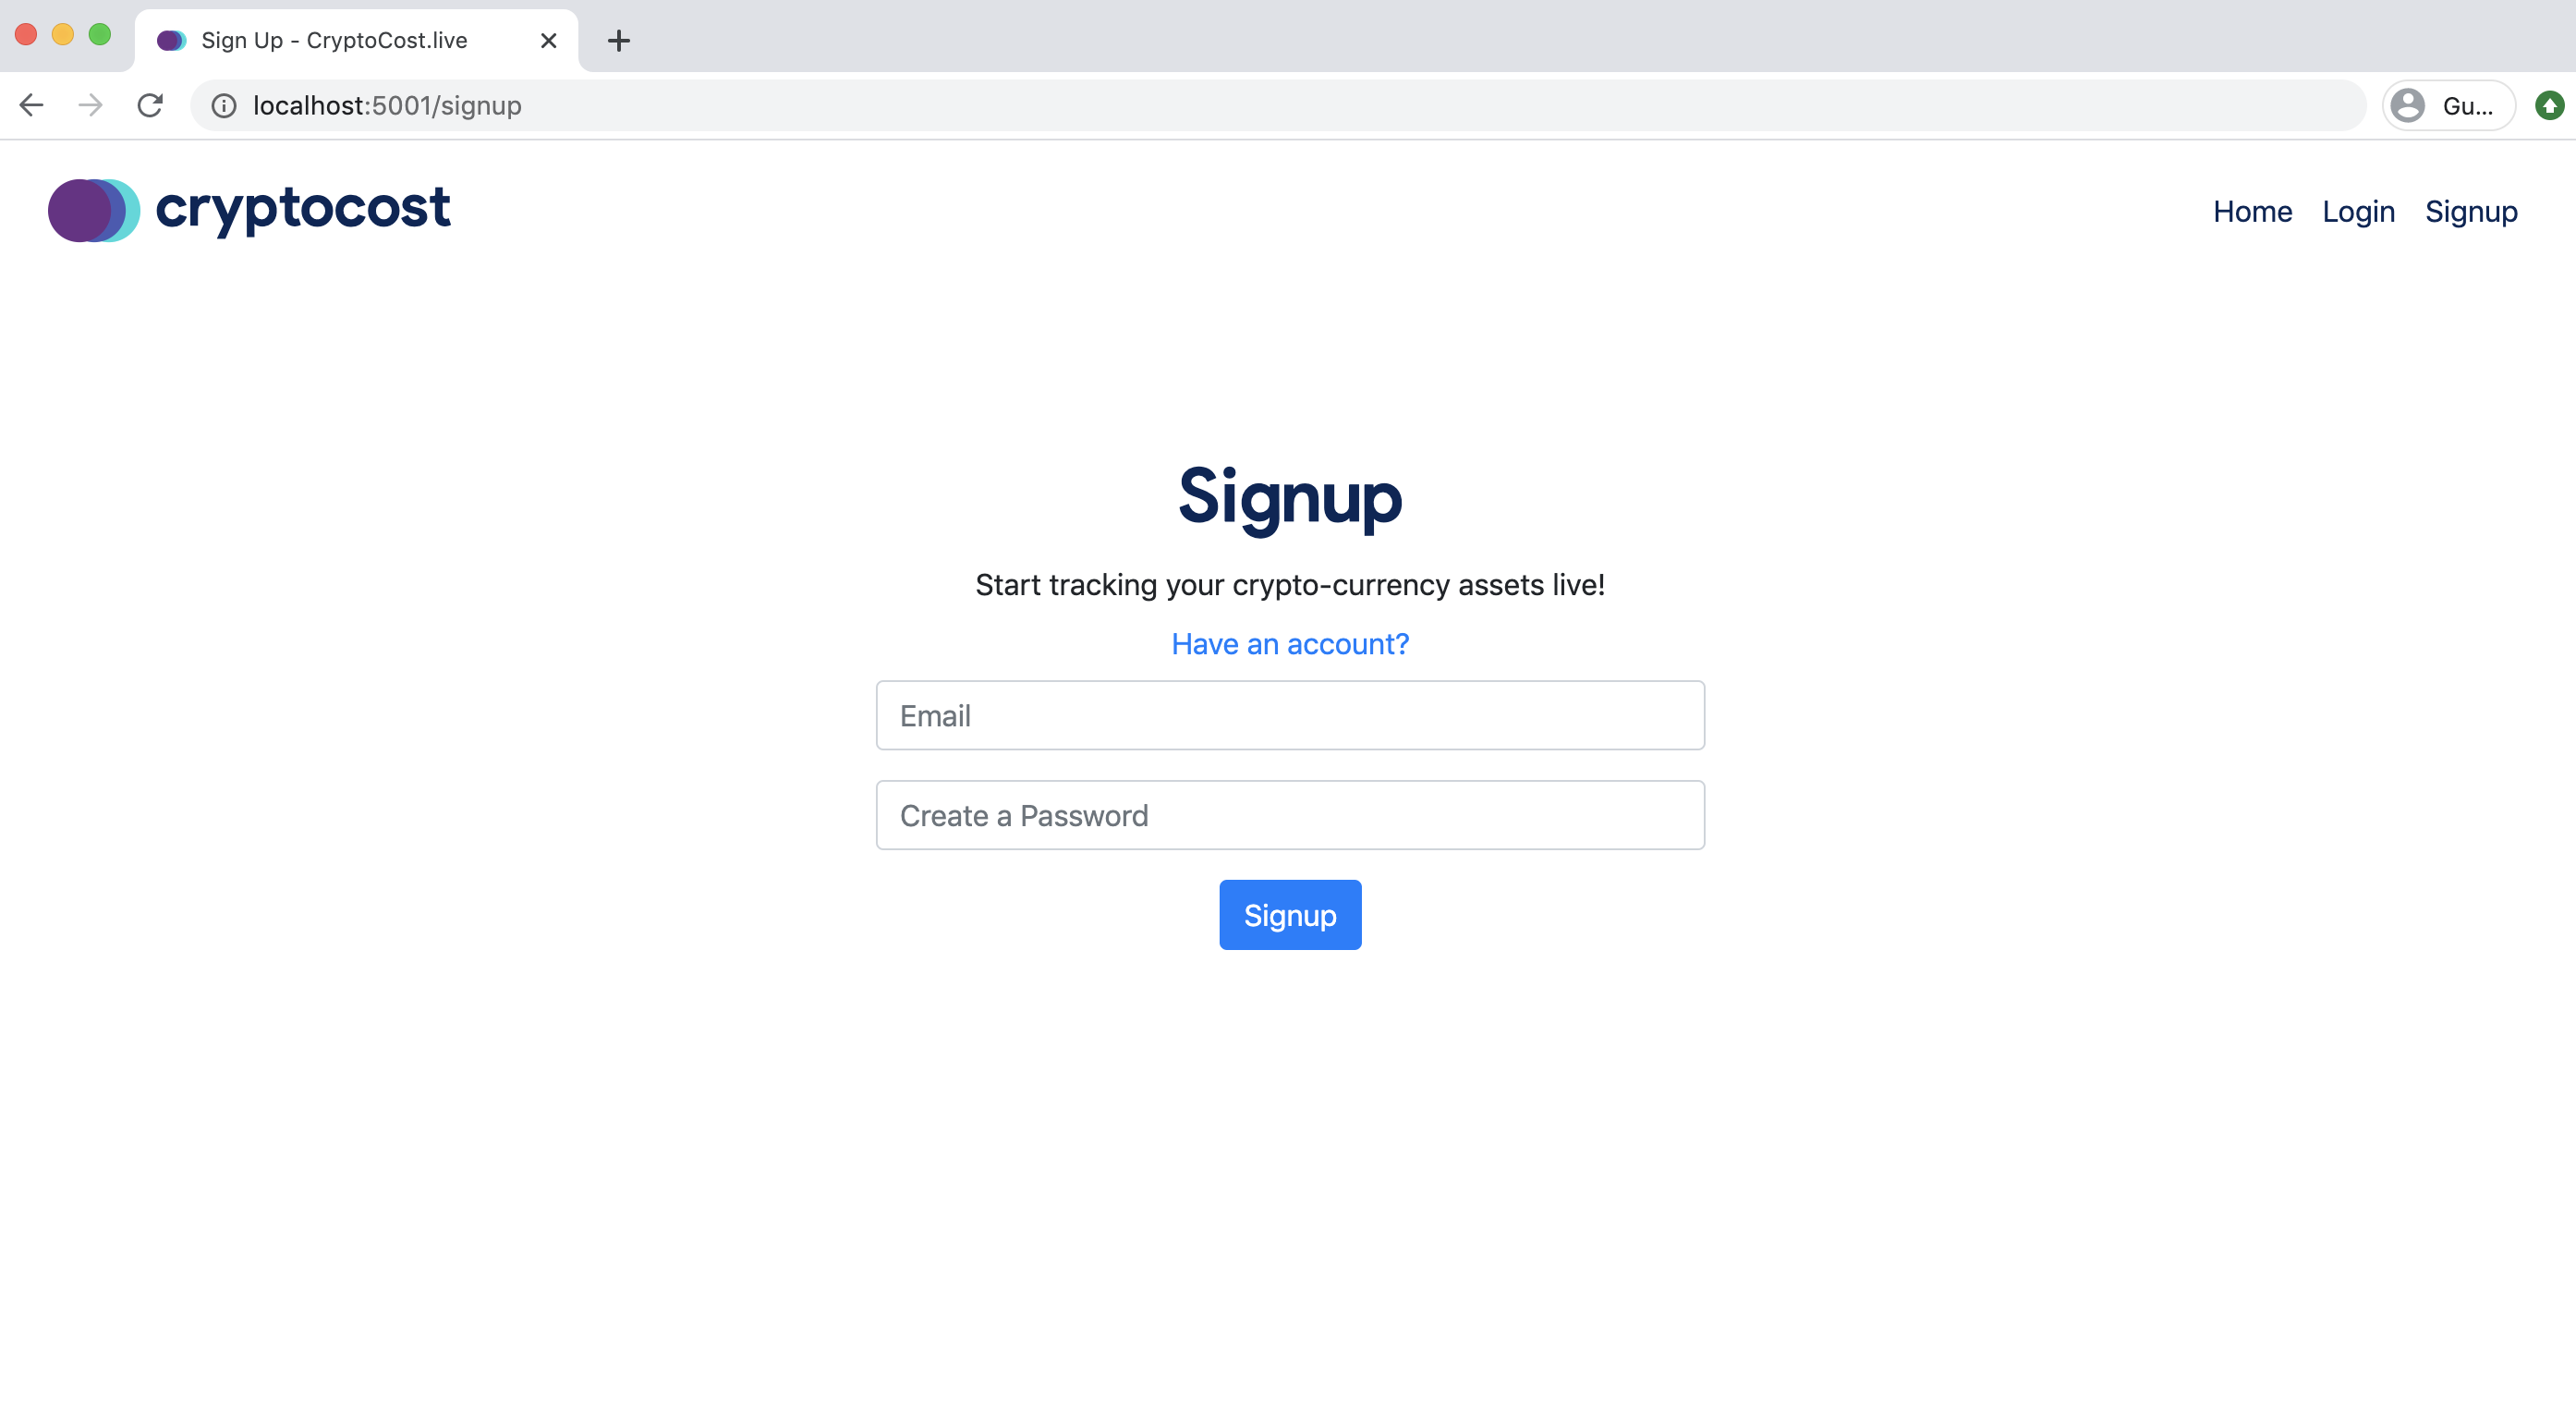 Sign Up - CryptoCost.live
localhost:5001/signup
Gu...
cryptocost
Home Login Signup
Signup
Start tracking your crypto-currency assets live!
Have an account?
Email
Create a Password
Signup